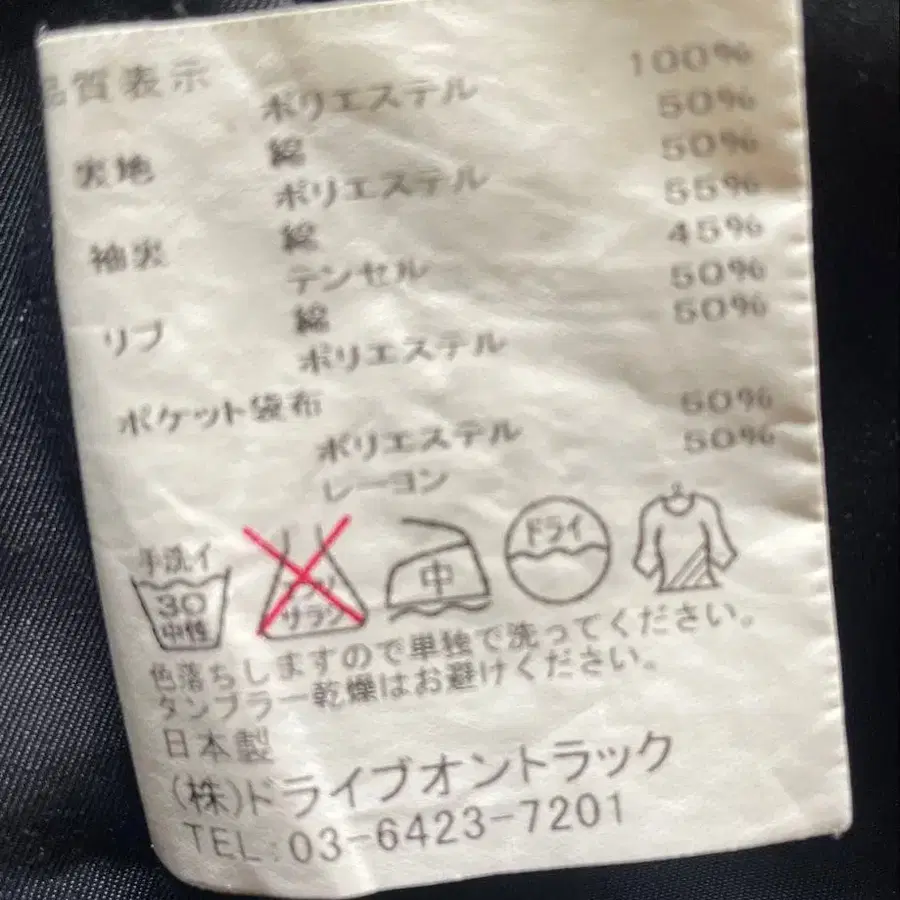 品質表示
ポリエステル 100%
裏地 綿 50%
ポリエステル 50%
袖裏 綿 55%
テンセル 45%
リブ 綿 50%
ポリエステル 50%
ポケット袋布
ポリエステル 50%
レーヨン 50%
手洗イ
30
中性
サラシ
中
ドライ
色落ちしますので単独で洗ってください。
タンブラー乾燥はお避けください。
日本製
(株)ドライブオントラック
TEL:03-6423-7201